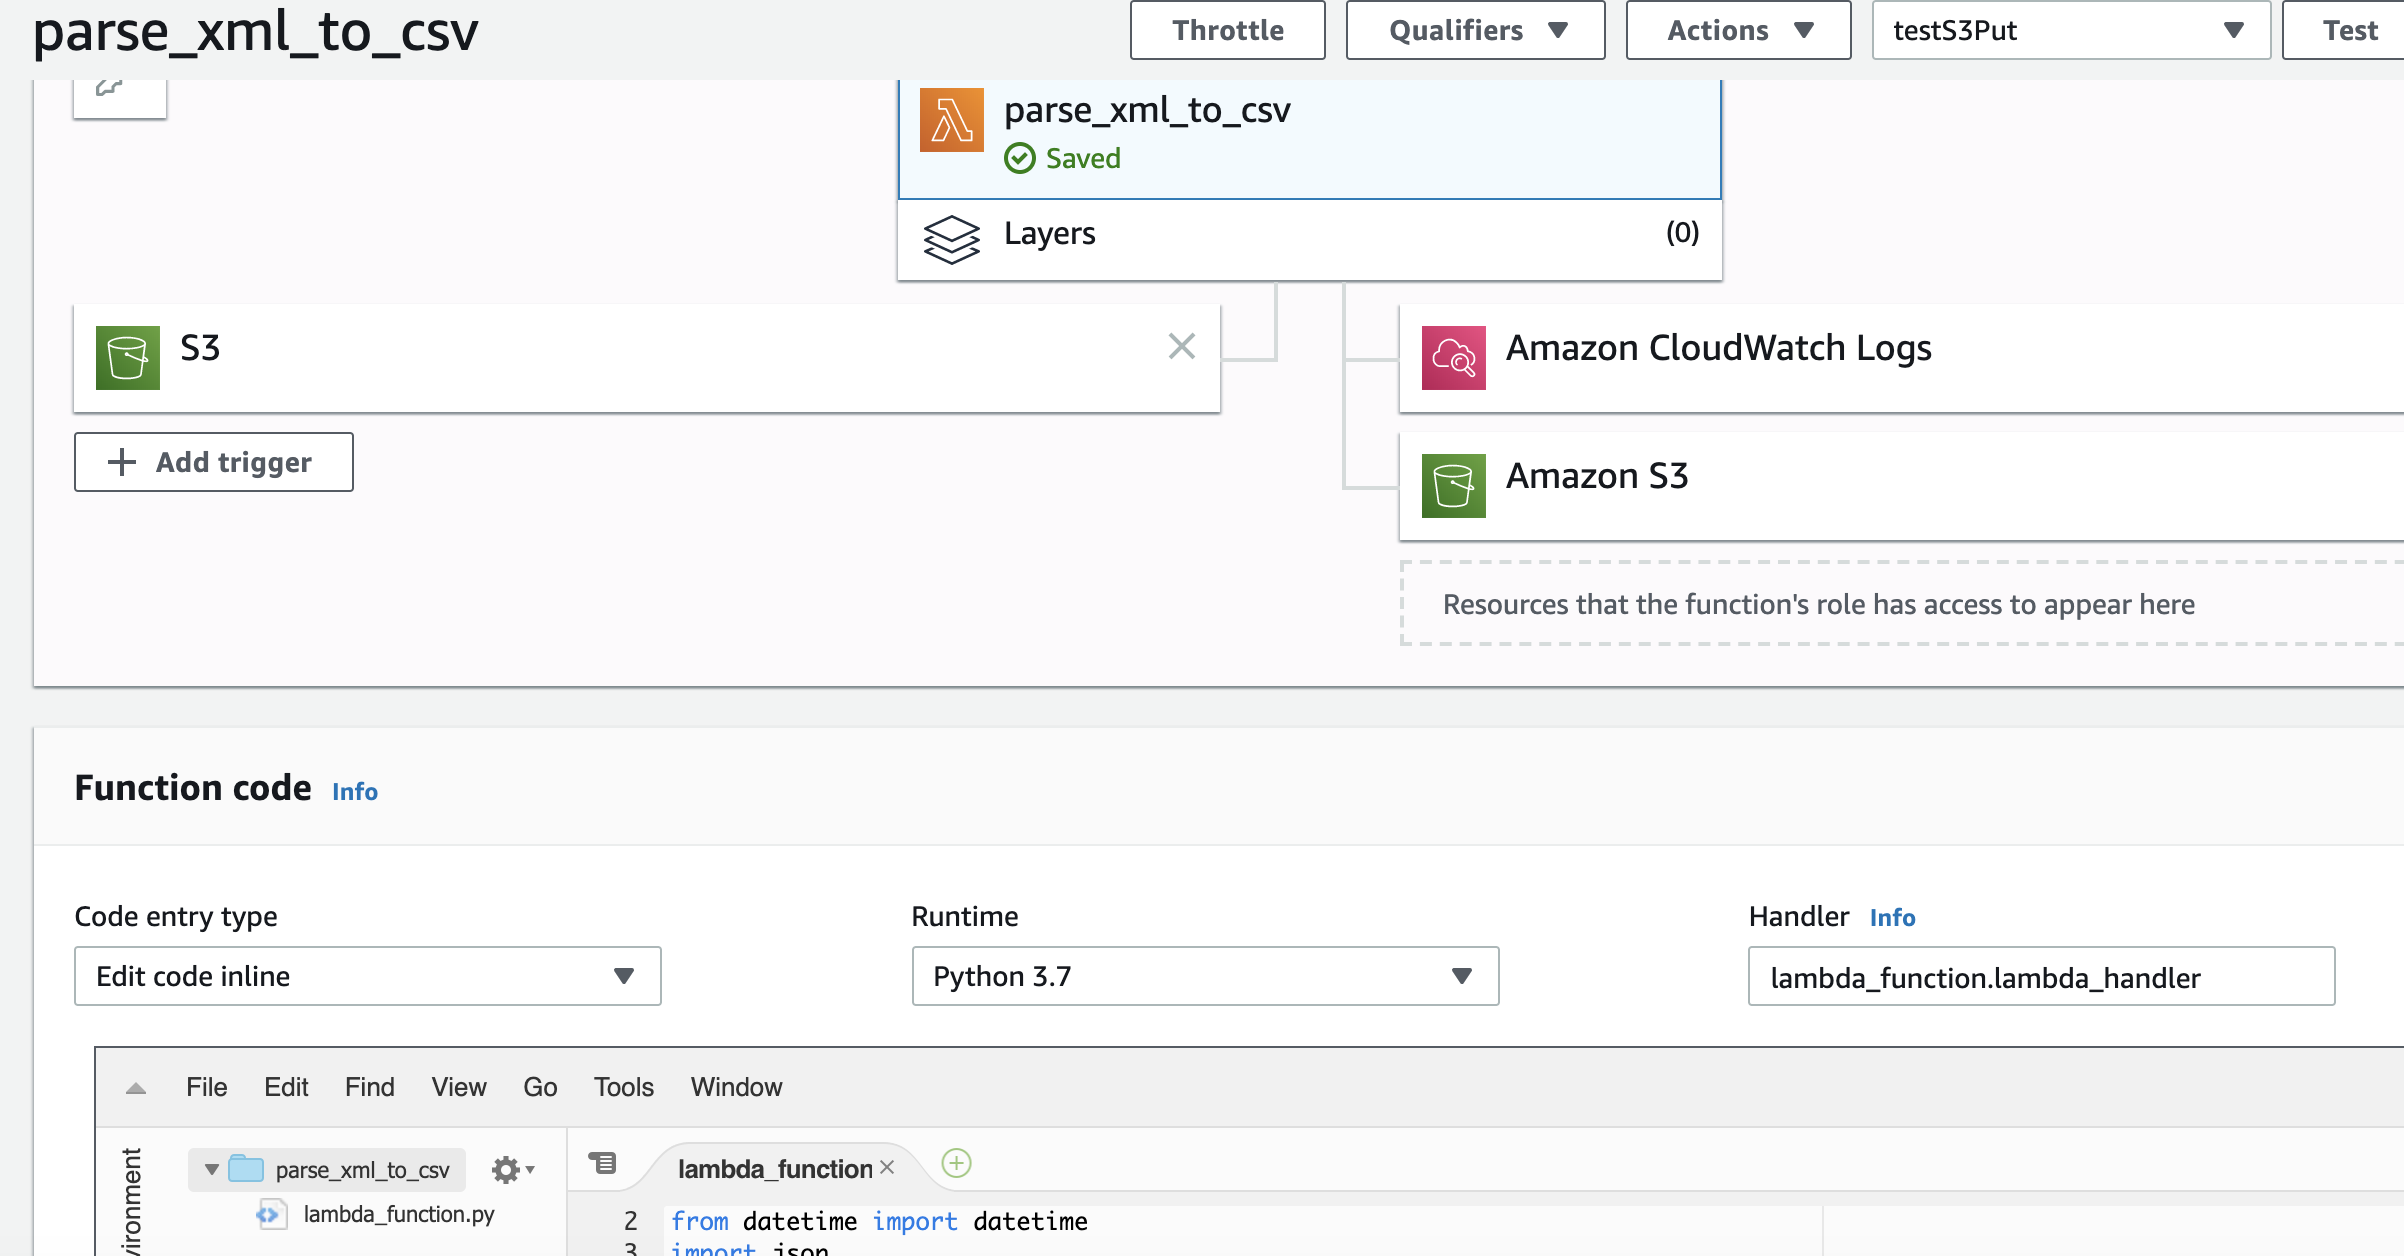 parse_xml_to_csv
Throttle Qualifiers Actions testS3Put Test
parse_xml_to_csv
Saved
Layers (0)
S3
Amazon CloudWatch Logs
Add trigger
Amazon S3
Resources that the function's role has access to appear here
Function code Info
Code entry type Runtime Handler Info
Edit code inline Python 3.7 lambda_function.lambda_handler
File Edit Find View Go Tools Window
vironment
parse_xml_to_csv lambda_function
lambda_function.py
2 from datetime import datetime
3 import json